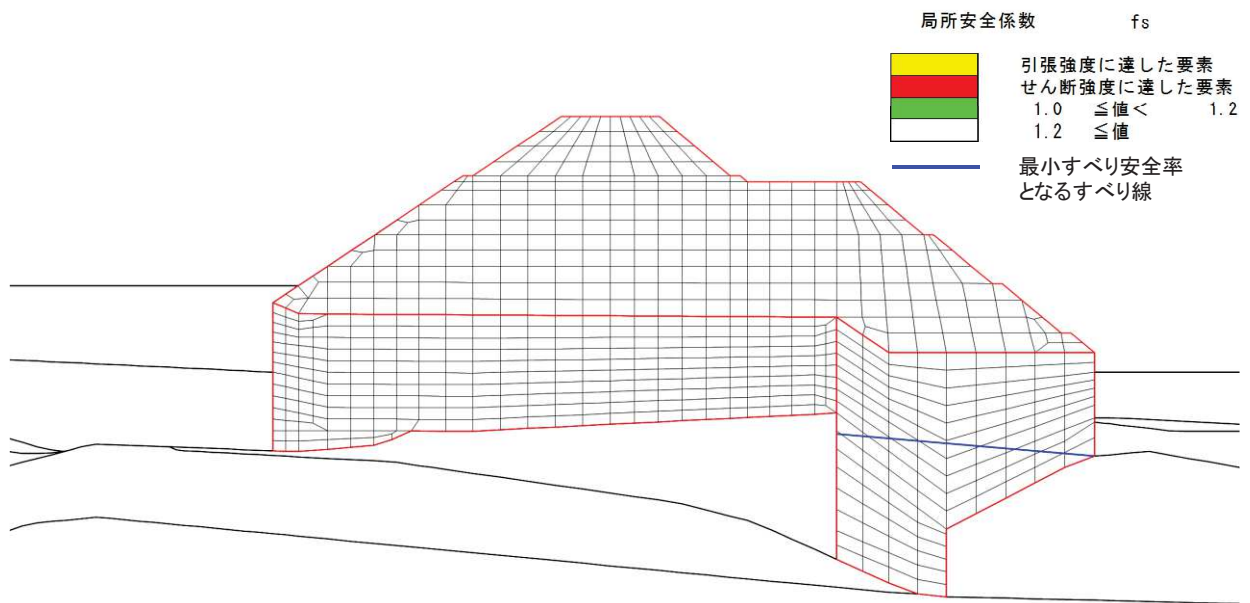 局所安全係数 fs
引張強度に達した要素
せん断強度に達した要素
1.0 ≦値< 1.2
1.2 ≦値
最小すべり安全率
となるすべり線